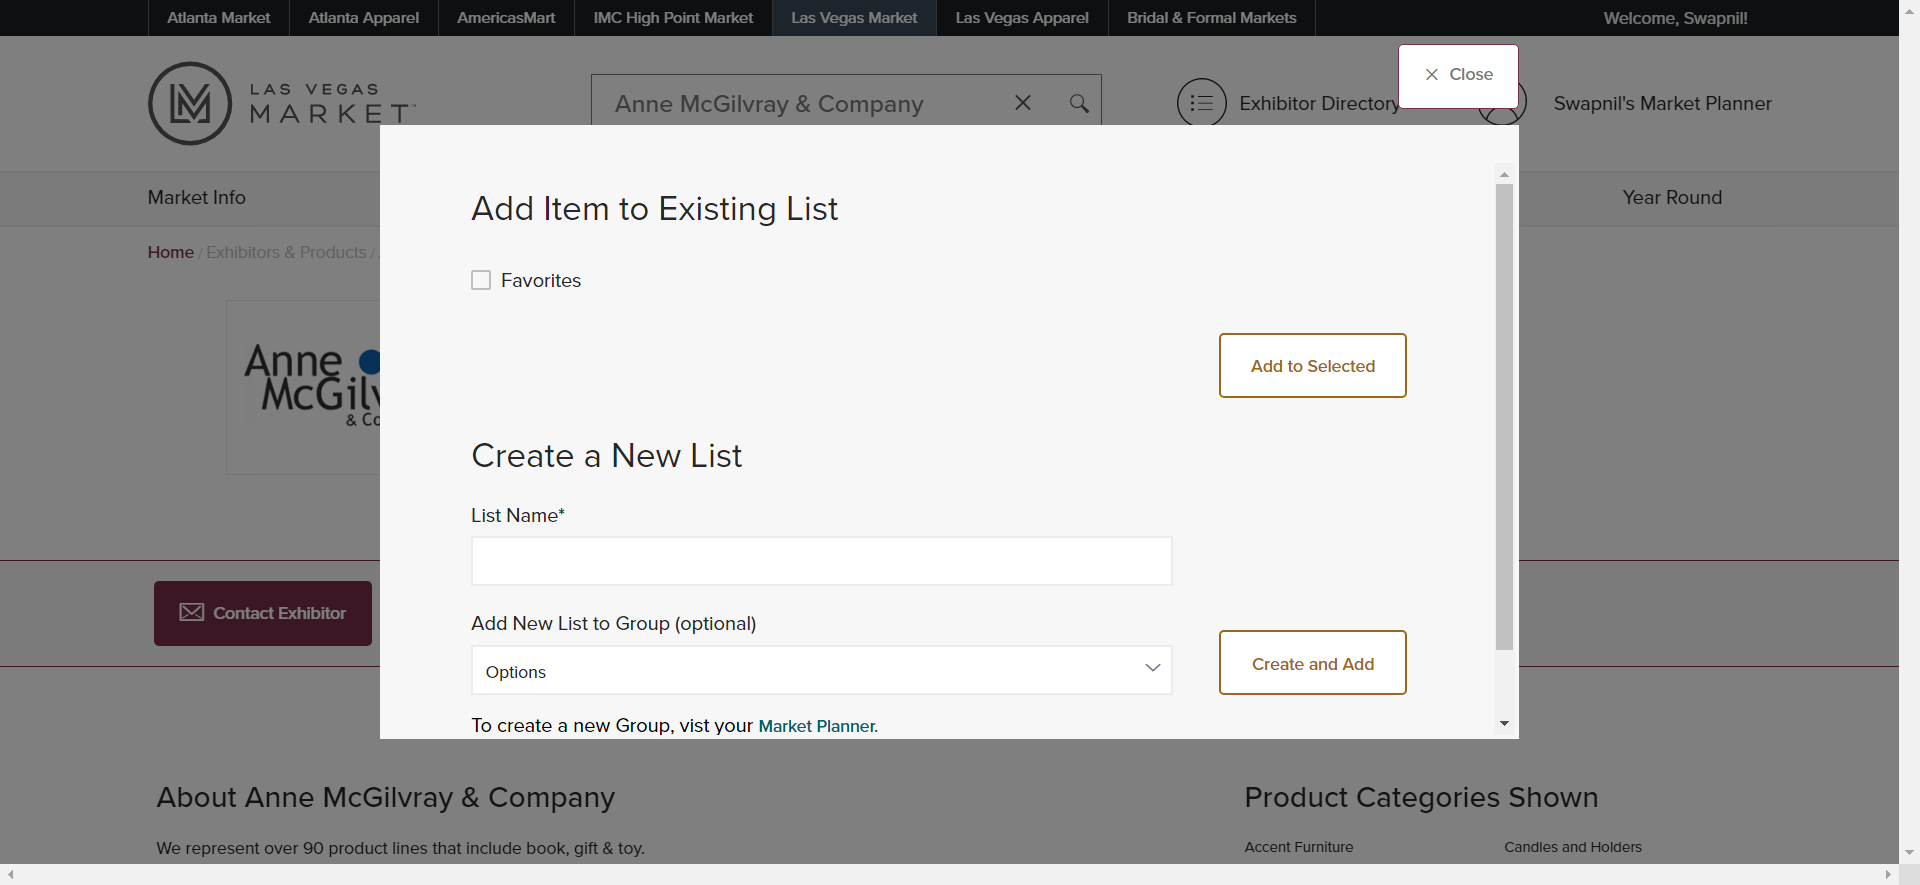 Atlanta Market
Atlanta Apparel
AmericasMart
IMC High Point Market
Las Vegas Market
Las Vegas Apparel
Bridal & Formal Markets
Welcome, Swapnil!
Close
LAS VEGAS
MARKET
Anne McGilvray & Company
Exhibitor Directory
Swapnil's Market Planner
Market Info
Year Round
Home / Exhibitors & Products /
Anne
McGilv
& Co
Add Item to Existing List
Favorites
Add to Selected
Create a New List
List Name*
Add New List to Group (optional)
Options
Create and Add
To create a new Group, vist your Market Planner.
Contact Exhibitor
About Anne McGilvray & Company
We represent over 90 product lines that include book, gift & toy.
Product Categories Shown
Accent Furniture
Candles and Holders